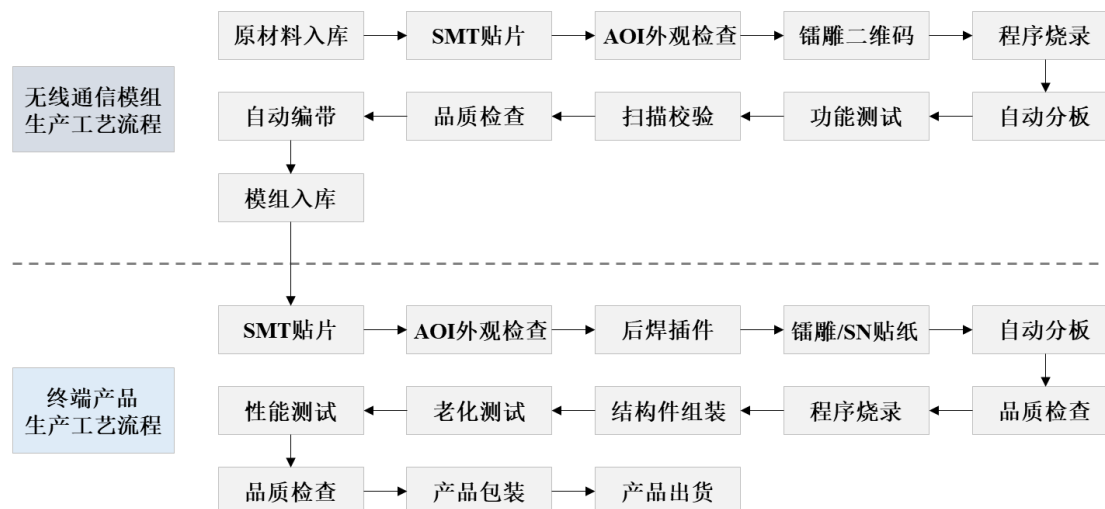 无线通信模组
生产工艺流程
原材料入库
SMT贴片
AOI外观检查
镭雕二维码
程序烧录
自动分板
功能测试
扫描校验
品质检查
自动编带
模组入库
终端产品
生产工艺流程
SMT贴片
AOI外观检查
后焊插件
镭雕/SN贴纸
自动分板
品质检查
程序烧录
结构件组装
老化测试
性能测试
品质检查
产品包装
产品出货